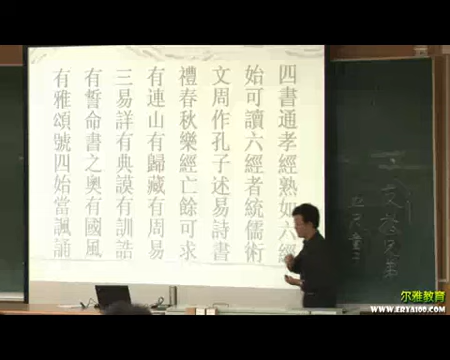 四書通孝經熟如六經
始可讀六經者統儒術
文周作孔子述易詩書
禮春秋樂經亡餘可求
有連山有歸藏有周易
三易詳有典謨有訓誥
有誓命書之奧有國風
有雅頌號四始當諷誦
尔雅教育
WWW.ERYA100.COM